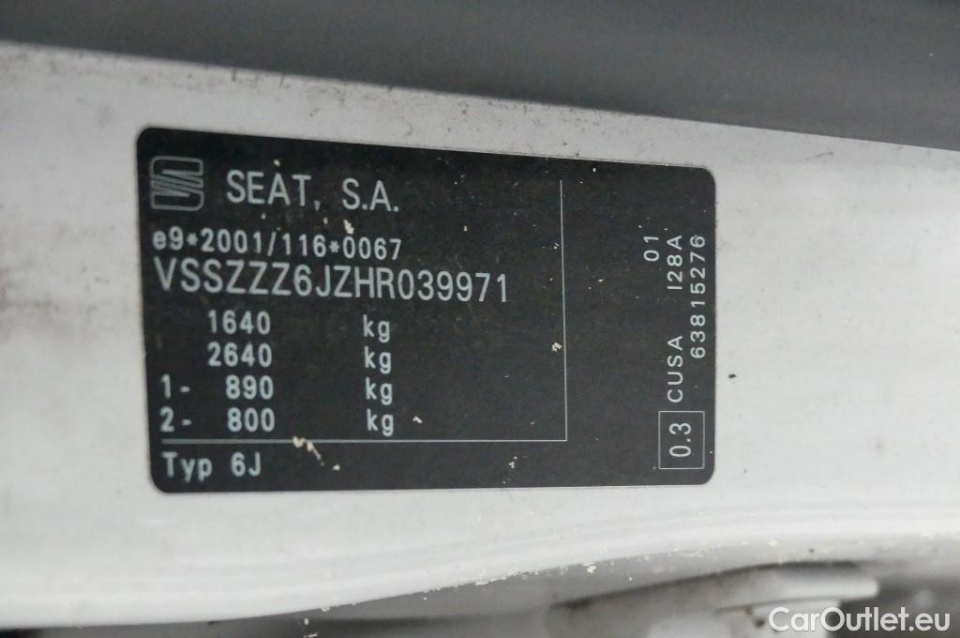 SEAT, S.A.
e9*2001/116*0067
VSSZZZ6JZHR039971
1640 kg
2640 kg
1- 890 kg
2- 800 kg
Typ 6J
0.3 CUSA I28A 01
63815276
CarOutlet.eu